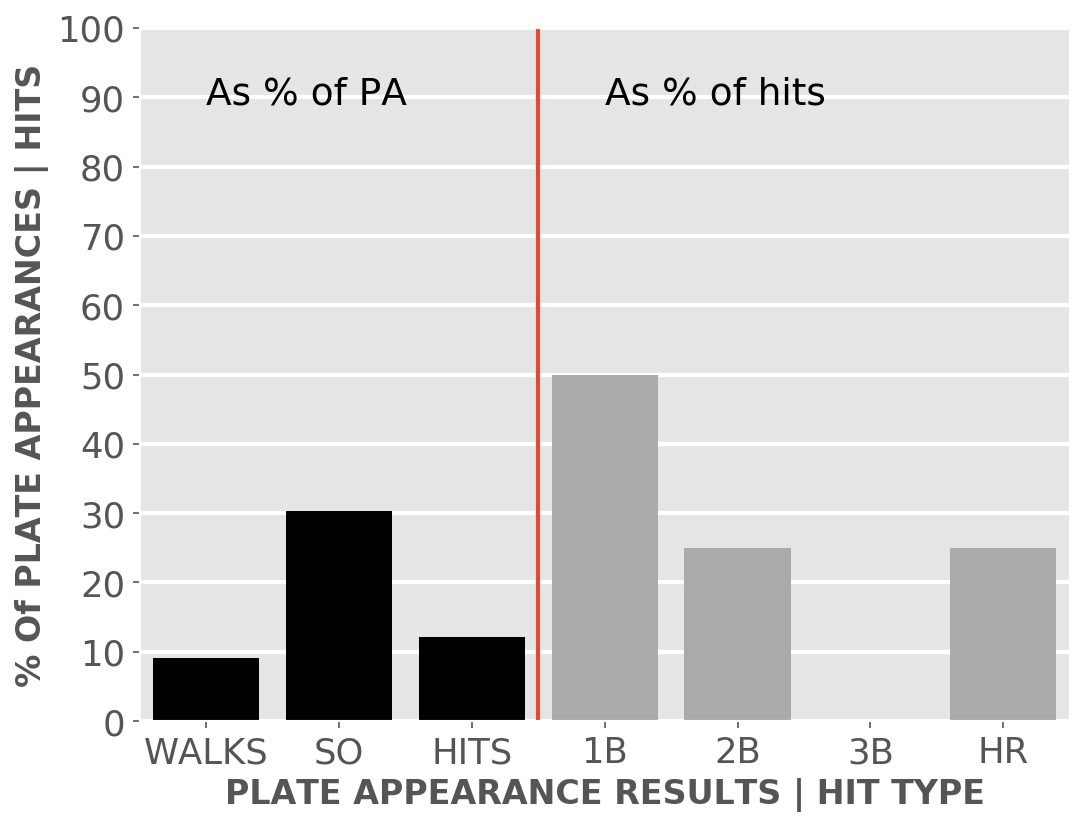 % Of PLATE APPEARANCES | HITS
100
90
80
70
60
50
40
30
20
10
0
As % of PA
As % of hits
WALKS SO HITS 1B 2B 3B HR
PLATE APPEARANCE RESULTS | HIT TYPE